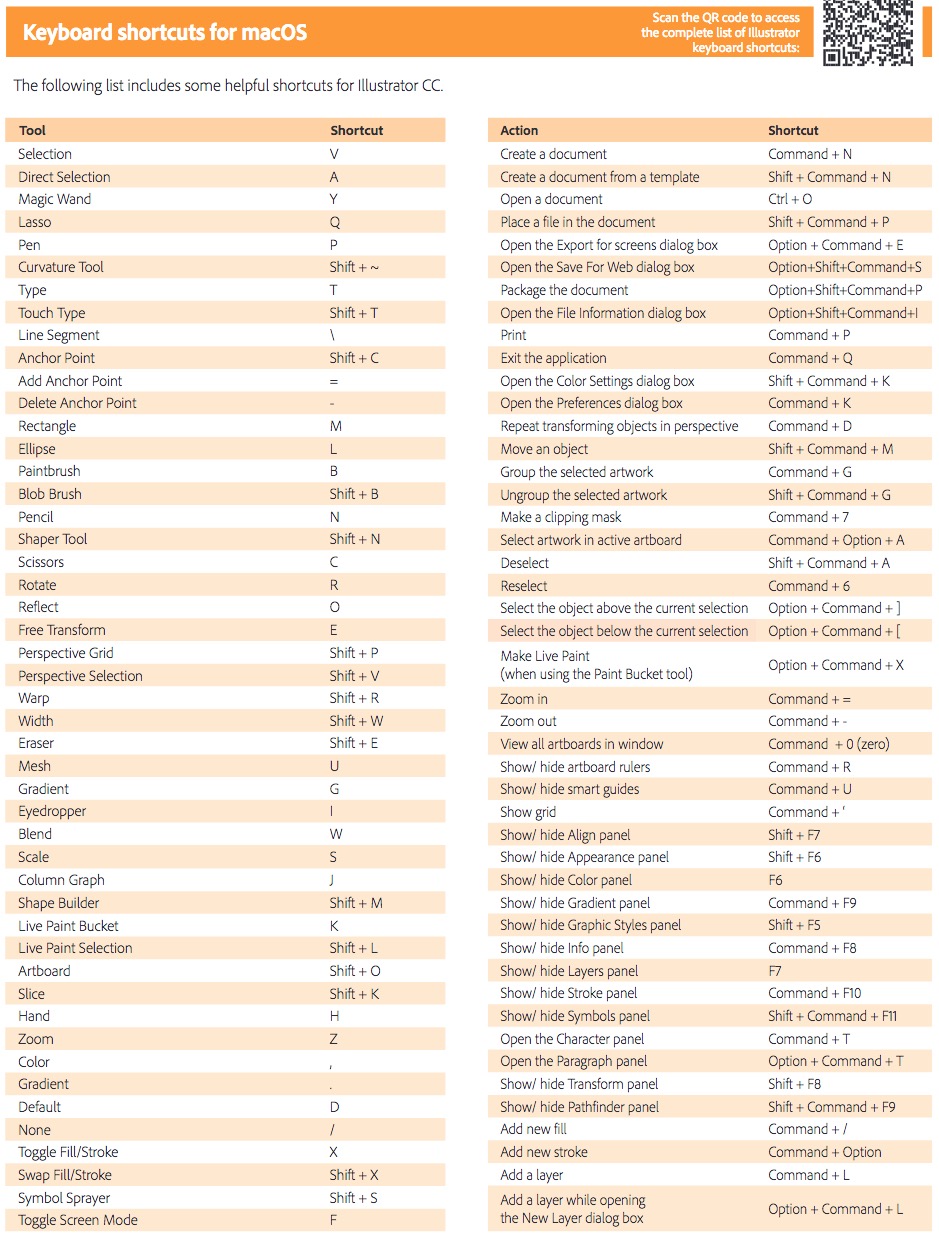 Keyboard shortcuts for macOS
Scan the QR code to access
the complete list of Illustrator
keyboard shortcuts:
The following list includes some helpful shortcuts for Illustrator CC.
Tool Shortcut
Selection V
Direct Selection A
Magic Wand Y
Lasso Q
Pen P
Curvature Tool Shift + ~
Type T
Touch Type Shift + T
Line Segment \
Anchor Point Shift + C
Add Anchor Point =
Delete Anchor Point -
Rectangle M
Ellipse L
Paintbrush B
Blob Brush Shift + B
Pencil N
Shaper Tool Shift + N
Scissors C
Rotate R
Reflect O
Free Transform E
Perspective Grid Shift + P
Perspective Selection Shift + V
Warp Shift + R
Width Shift + W
Eraser Shift + E
Mesh U
Gradient G
Eyedropper I
Blend W
Scale S
Column Graph J
Shape Builder Shift + M
Live Paint Bucket K
Live Paint Selection Shift + L
Artboard Shift + O
Slice Shift + K
Hand H
Zoom Z
Color ,
Gradient .
Default D
None /
Toggle Fill/Stroke X
Swap Fill/Stroke Shift + X
Symbol Sprayer Shift + S
Toggle Screen Mode F
Action Shortcut
Create a document Command + N
Create a document from a template Shift + Command + N
Open a document Ctrl + O
Place a file in the document Shift + Command + P
Open the Export for screens dialog box Option + Command + E
Open the Save For Web dialog box Option+Shift+Command+S
Package the document Option+Shift+Command+P
Open the File Information dialog box Option+Shift+Command+I
Print Command + P
Exit the application Command + Q
Open the Color Settings dialog box Shift + Command + K
Open the Preferences dialog box Command + K
Repeat transforming objects in perspective Command + D
Move an object Shift + Command + M
Group the selected artwork Command + G
Ungroup the selected artwork Shift + Command + G
Make a clipping mask Command + 7
Select artwork in active artboard Command + Option + A
Deselect Shift + Command + A
Reselect Command + 6
Select the object above the current selection Option + Command + ]
Select the object below the current selection Option + Command + [
Make Live Paint
(when using the Paint Bucket tool) Option + Command + X
Zoom in Command + =
Zoom out Command + -
View all artboards in window Command + 0 (zero)
Show/ hide artboard rulers Command + R
Show/ hide smart guides Command + U
Show grid Command + '
Show/ hide Align panel Shift + F7
Show/ hide Appearance panel Shift + F6
Show/ hide Color panel F6
Show/ hide Gradient panel Command + F9
Show/ hide Graphic Styles panel Shift + F5
Show/ hide Info panel Command + F8
Show/ hide Layers panel F7
Show/ hide Stroke panel Command + F10
Show/ hide Symbols panel Shift + Command + F11
Open the Character panel Command + T
Open the Paragraph panel Option + Command + T
Show/ hide Transform panel Shift + F8
Show/ hide Pathfinder panel Shift + Command + F9
Add new fill Command + /
Add new stroke Command + Option
Add a layer Command + L
Add a layer while opening
the New Layer dialog box Option + Command + L